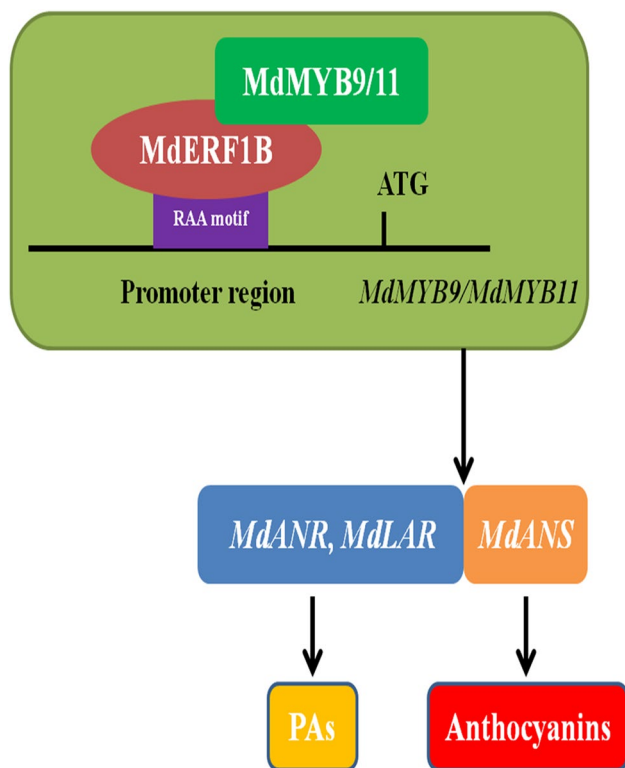 MdMYB9/11
MdERF1B
RAA motif
ATG
Promoter region
MdMYB9/MdMYB11
MdANR, MdLAR
MdANS
PAs
Anthocyanins